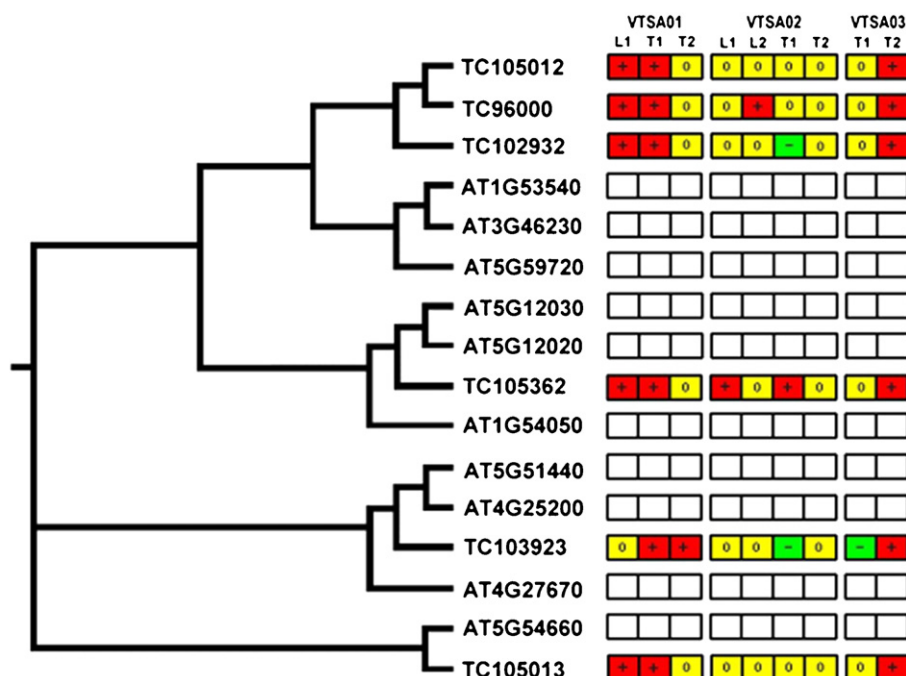 VTSA01 VTSA02 VTSA03
L1 T1 T2 L1 L2 T1 T2 T1 T2
TC105012 + + 0 0 0 0 0 0 +
TC96000 + + 0 0 + 0 0 0 +
TC102932 + + 0 0 0 - 0 0 +
AT1G53540
AT3G46230
AT5G59720
AT5G12030
AT5G12020
TC105362 + + 0 + 0 + 0 0 +
AT1G54050
AT5G51440
AT4G25200
TC103923 0 + + 0 0 - 0 - +
AT4G27670
AT5G54660
TC105013 + + 0 0 0 0 0 0 +